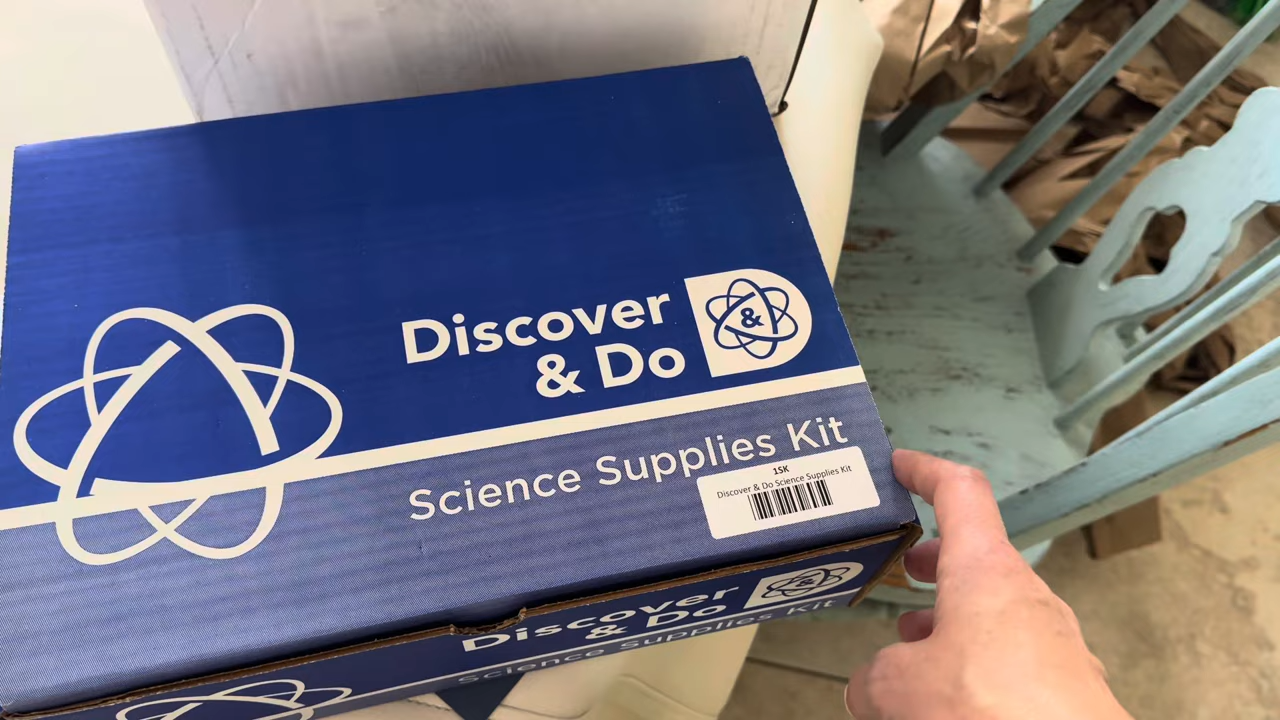 Discover
& Do
&
Science Supplies Kit
1SK
Discover & Do Science Supplies Kit
Discover
& Do
&
Science Supplies Kit